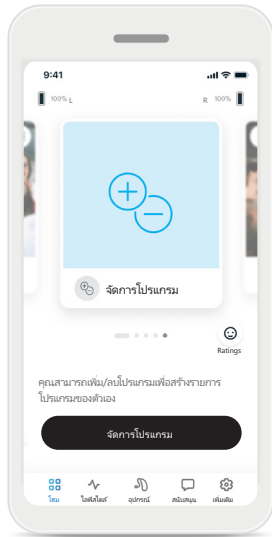 9:41
100% L
R 100%
จัดการโปรแกรม
Ratings
คุณสามารถเพิ่ม/ลบโปรแกรมเพื่อสร้างรายการ
โปรแกรมของตัวเอง
จัดการโปรแกรม
โฮม ไลฟ์สไตล์ อุปกรณ์ สนับสนุน เพิ่มเติม